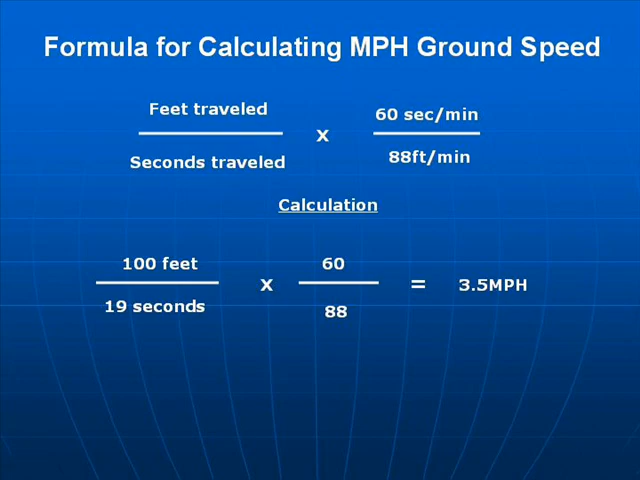 Formula for Calculating MPH Ground Speed
Feet traveled
Seconds traveled
x
60 sec/min
88ft/min
Calculation
100 feet
19 seconds
x
60
88
=
3.5MPH